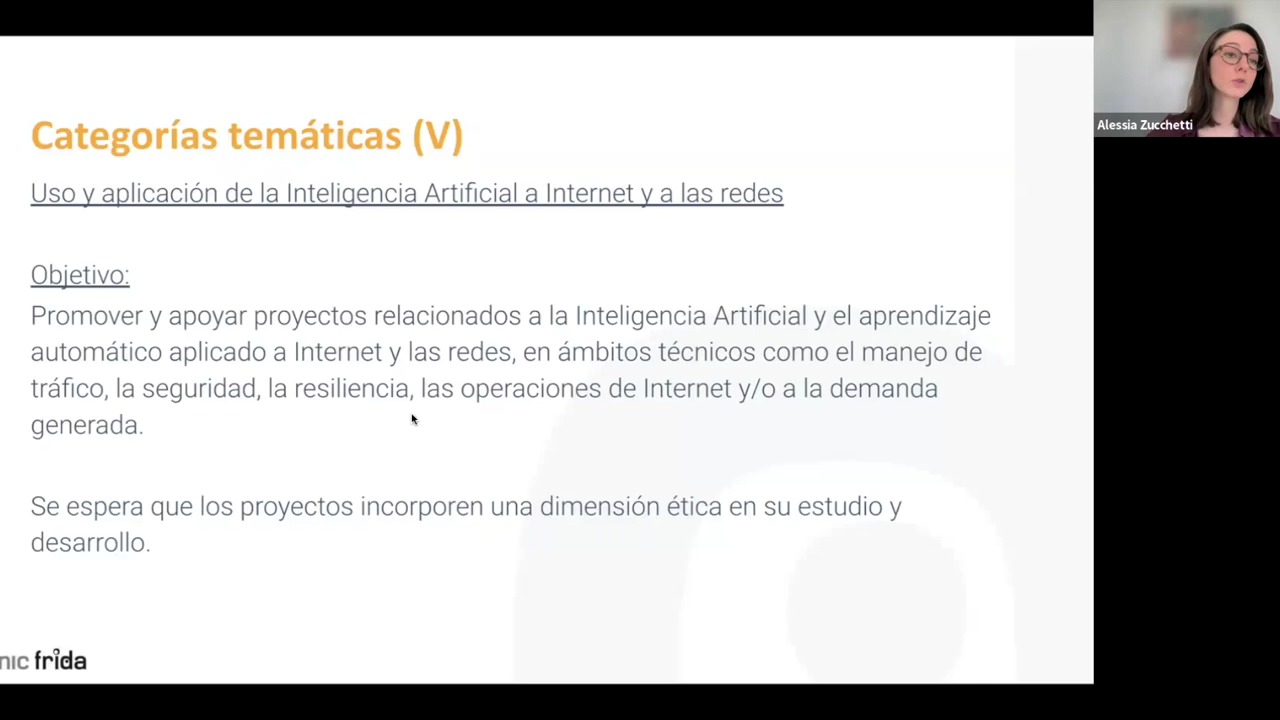 Categorías temáticas (V)
Uso y aplicación de la Inteligencia Artificial a Internet y a las redes
Objetivo:
Promover y apoyar proyectos relacionados a la Inteligencia Artificial y el aprendizaje
automático aplicado a Internet y las redes, en ámbitos técnicos como el manejo de
tráfico, la seguridad, la resiliencia, las operaciones de Internet y/o a la demanda
generada.
Se espera que los proyectos incorporen una dimensión ética en su estudio y
desarrollo.
nic frida
Alessia Zucchetti